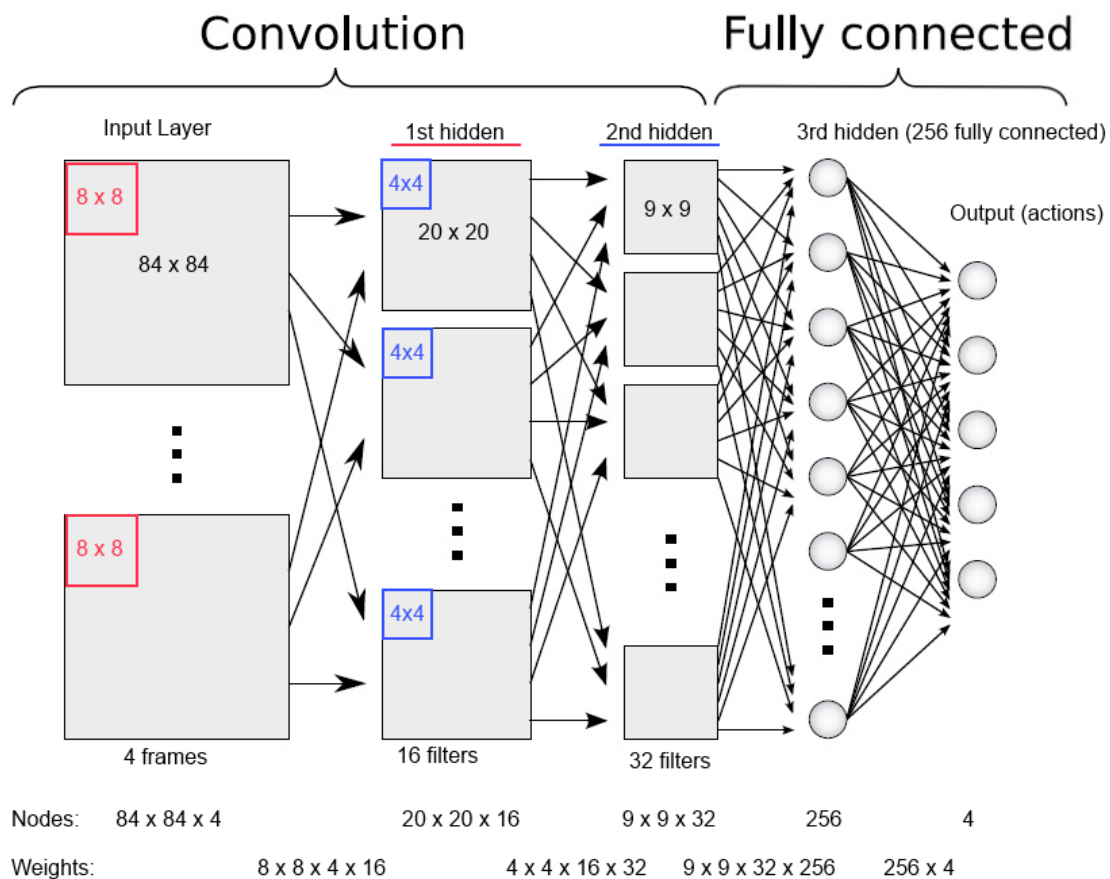 Convolution
Fully connected
Input Layer
1st hidden
2nd hidden
3rd hidden (256 fully connected)
Output (actions)
8 x 8
84 x 84
8 x 8
4 frames
4x4
20 x 20
4x4
4x4
16 filters
9 x 9
32 filters
Nodes: 84 x 84 x 4 20 x 20 x 16 9 x 9 x 32 256 4
Weights: 8 x 8 x 4 x 16 4 x 4 x 16 x 32 9 x 9 x 32 x 256 256 x 4